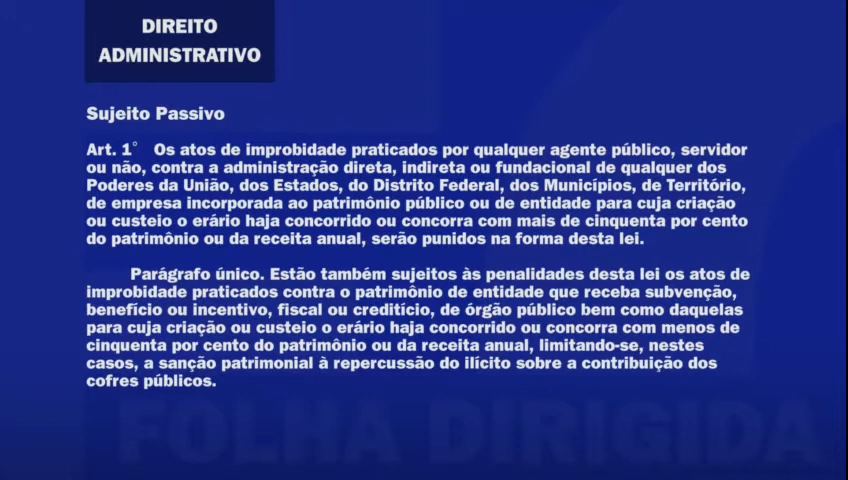 DIREITO
ADMINISTRATIVO
Sujeito Passivo
Art. 1° Os atos de improbidade praticados por qualquer agente público, servidor
ou não, contra a administração direta, indireta ou fundacional de qualquer dos
Poderes da União, dos Estados, do Distrito Federal, dos Municípios, de Território,
de empresa incorporada ao patrimônio público ou de entidade para cuja criação
ou custeio o erário haja concorrido ou concorra com mais de cinquenta por cento
do patrimônio ou da receita anual, serão punidos na forma desta lei.
Parágrafo único. Estão também sujeitos às penalidades desta lei os atos de
improbidade praticados contra o patrimônio de entidade que receba subvenção,
benefício ou incentivo, fiscal ou creditício, de órgão público bem como daquelas
para cuja criação ou custeio o erário haja concorrido ou concorra com menos de
cinquenta por cento do patrimônio ou da receita anual, limitando-se, nestes
casos, a sanção patrimonial à repercussão do ilícito sobre a contribuição dos
cofres públicos.
FOLHA DIRIGIDA